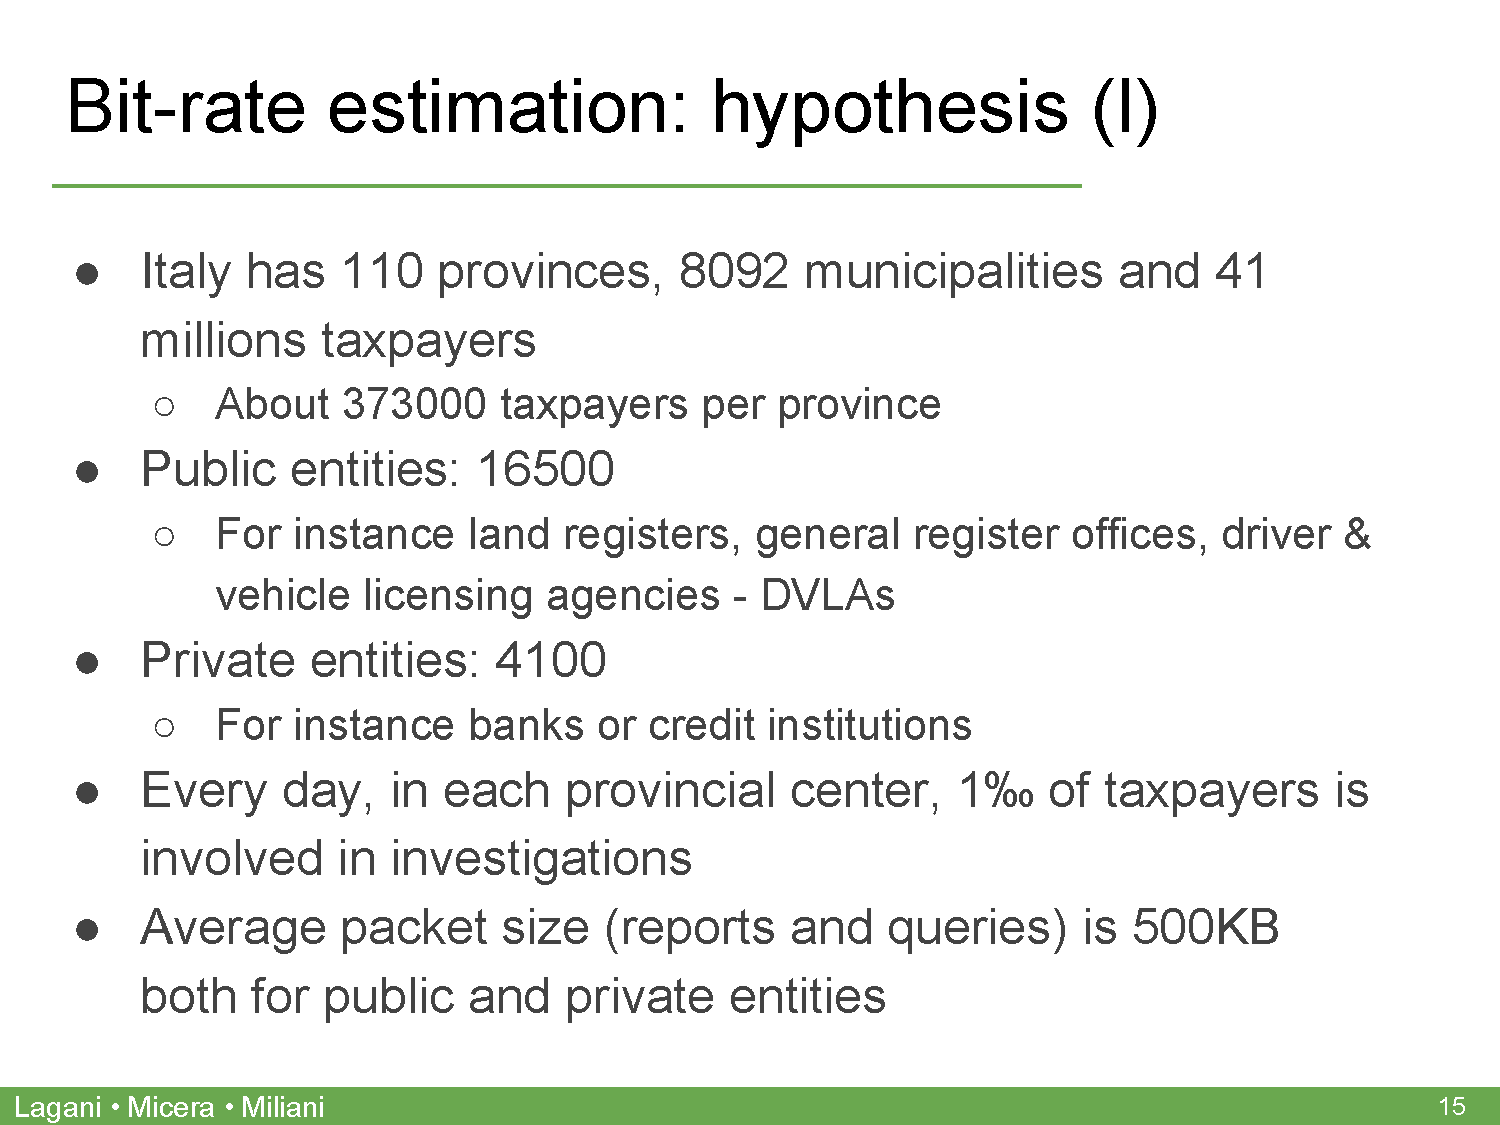 Bit-rate estimation: hypothesis (I)
● Italy has 110 provinces, 8092 municipalities and 41
millions taxpayers
○ About 373000 taxpayers per province
● Public entities: 16500
○ For instance land registers, general register offices, driver &
vehicle licensing agencies - DVLAs
● Private entities: 4100
○ For instance banks or credit institutions
● Every day, in each provincial center, 1‰ of taxpayers is
involved in investigations
● Average packet size (reports and queries) is 500KB
both for public and private entities
Lagani • Micera • Miliani
15